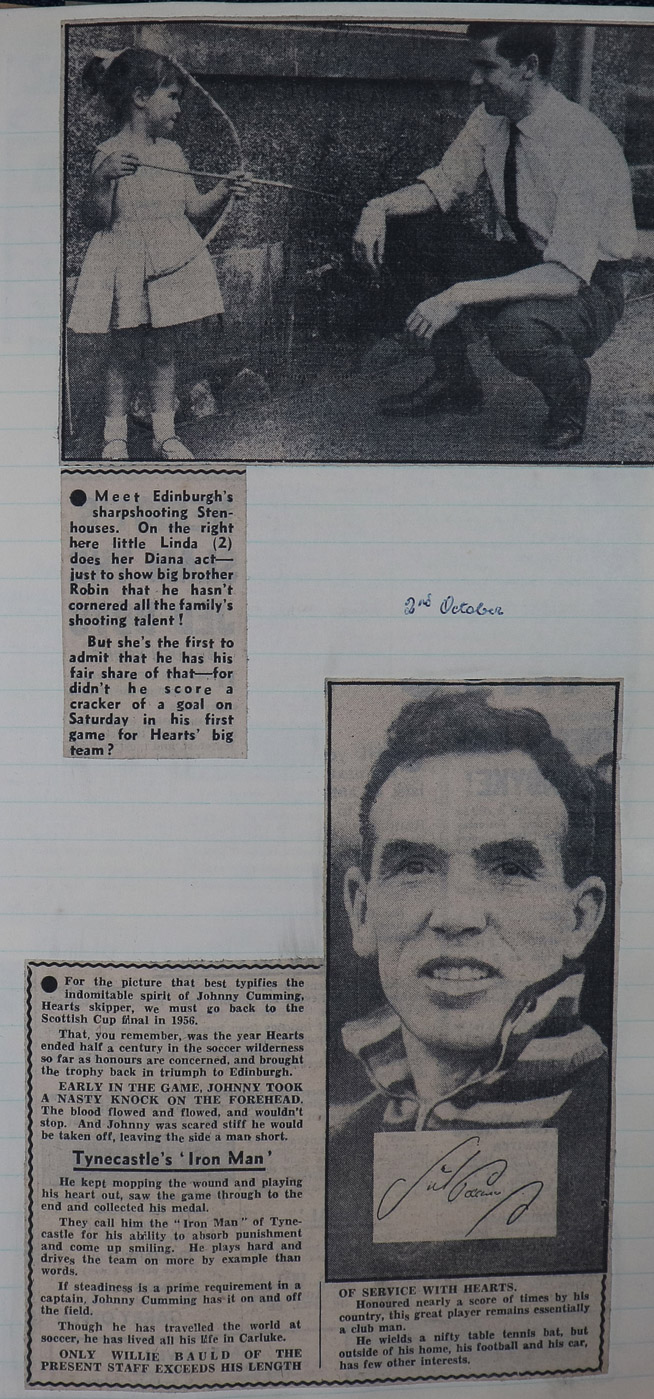 ● Meet Edinburgh's
sharpshooting Sten-
houses. On the right
here little Linda (2)
does her Diana act—
just to show big brother
Robin that he hasn't
cornered all the family's
shooting talent!
But she's the first to
admit that he has his
fair share of that—for
didn't he score a
cracker of a goal on
Saturday in his first
game for Hearts' big
team?
2nd October
● For the picture that best typifies the
indomitable spirit of Johnny Cumming,
Hearts skipper, we must go back to the
Scottish Cup final in 1956.
That, you remember, was the year Hearts
ended half a century in the soccer wilderness
so far as honours are concerned, and brought
the trophy back in triumph to Edinburgh.
EARLY IN THE GAME, JOHNNY TOOK
A NASTY KNOCK ON THE FOREHEAD.
The blood flowed and flowed, and wouldn't
stop. And Johnny was scared stiff he would
be taken off, leaving the side a man short.
Tynecastle's 'Iron Man'
He kept mopping the wound and playing
his heart out, saw the game through to the
end and collected his medal.
They call him the "Iron Man" of Tyne-
castle for his ability to absorb punishment
and come up smiling. He plays hard and
drives the team on more by example than
words.
If steadiness is a prime requirement in a
captain, Johnny Cumming has it on and off
the field.
Though he has travelled the world at
soccer, he has lived all his life in Carluke.
ONLY WILLIE BAULD OF THE
PRESENT STAFF EXCEEDS HIS LENGTH
OF SERVICE WITH HEARTS.
Honoured nearly a score of times by his
country, this great player remains essentially
a club man.
He wields a nifty table tennis bat, but
outside of his home, his football and his car,
has few other interests.